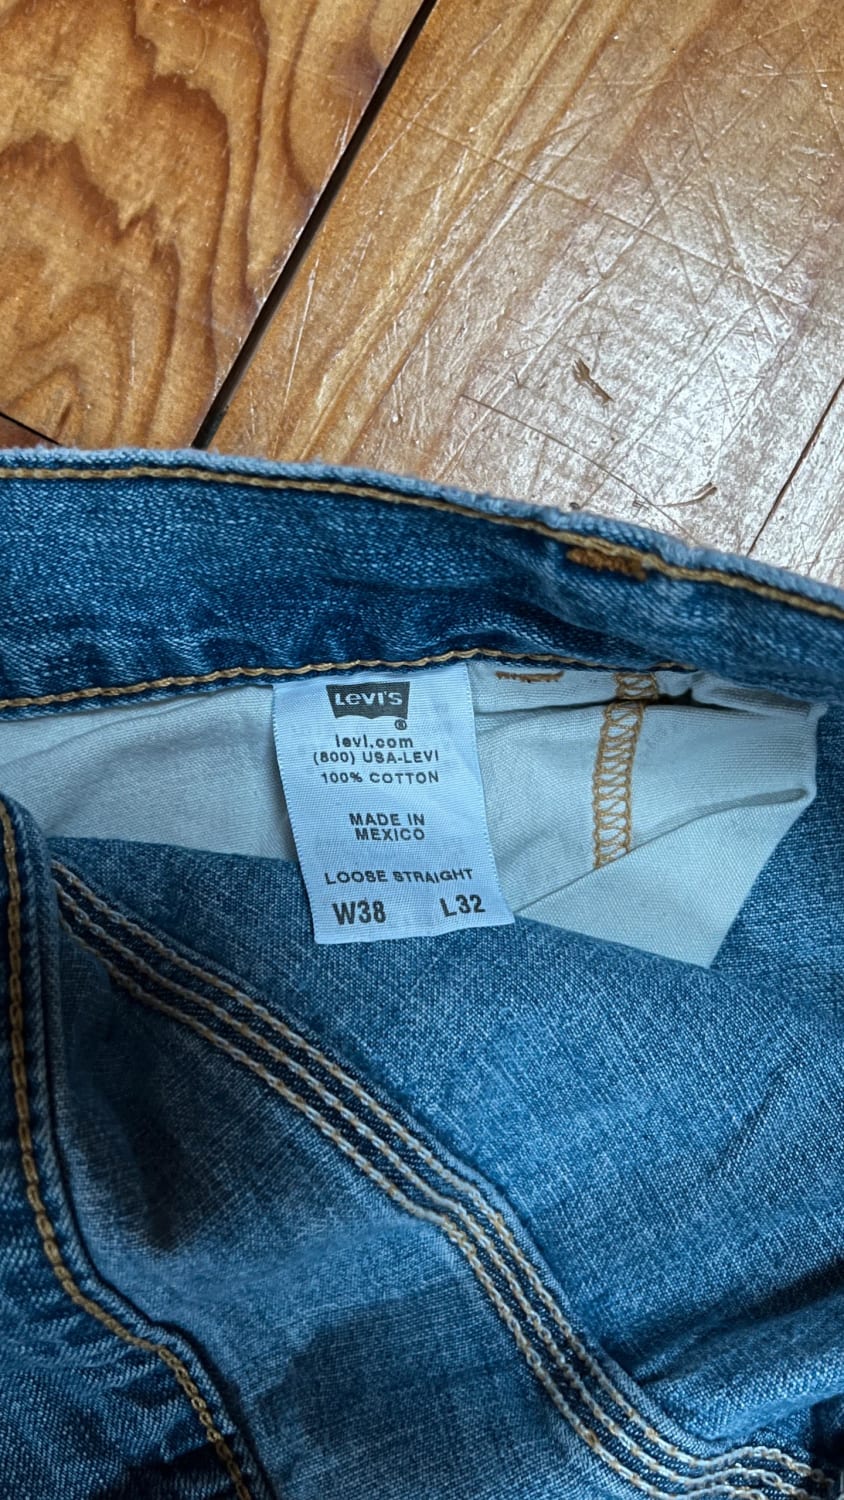 LEVI'S
®
levi.com
(800) USA-LEVI
100% COTTON
MADE IN
MEXICO
LOOSE STRAIGHT
W38 L32